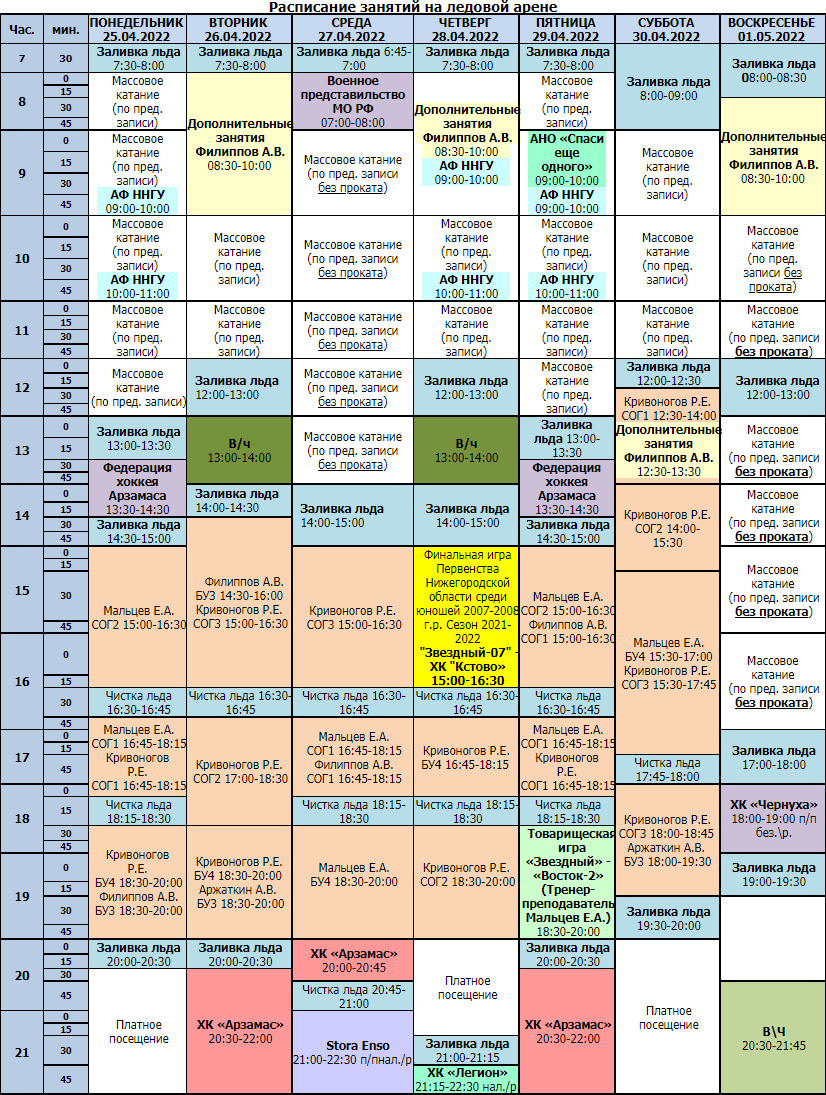 Расписание занятий на ледовой арене
Час.
мин.
ПОНЕДЕЛЬНИК
25.04.2022
ВТОРНИК
26.04.2022
СРЕДА
27.04.2022
ЧЕТВЕРГ
28.04.2022
ПЯТНИЦА
29.04.2022
СУББОТА
30.04.2022
ВОСКРЕСЕНЬЕ
01.05.2022
7
30
Заливка льда
7:30-8:00
Заливка льда
7:30-8:00
Заливка льда 6:45-
7:00
Заливка льда
7:30-8:00
Заливка льда
7:30-8:00
Заливка льда
8:00-09:00
Заливка льда
08:00-08:30
8
0
15
30
45
Массовое
катание
(по пред.
записи)
Дополнительные
занятия
Филиппов А.В.
08:30-10:00
Военное
представильство
МО РФ
07:00-08:00
Дополнительные
занятия
Филиппов А.В.
08:30-10:00
АФ ННГУ
09:00-10:00
Массовое
катание
(по пред.
записи)
Дополнительные
занятия
Филиппов А.В.
08:30-10:00
9
0
15
30
45
Массовое
катание
(по пред.
записи)
АФ ННГУ
09:00-10:00
Массовое катание
(по пред. записи
без проката)
АНО «Спаси
еще
одного»
09:00-10:00
АФ ННГУ
09:00-10:00
Массовое
катание
(по пред.
записи)
10
0
15
30
45
Массовое
катание
(по пред.
записи)
АФ ННГУ
10:00-11:00
Массовое
катание
(по пред.
записи)
Массовое катание
(по пред. записи
без проката)
Массовое
катание
(по пред.
записи)
АФ ННГУ
10:00-11:00
Массовое
катание
(по пред.
записи)
АФ ННГУ
10:00-11:00
Массовое
катание
(по пред.
записи)
Массовое
катание
(по пред.
записи без
проката)
11
0
15
30
45
Массовое
катание
(по пред.
записи)
Массовое
катание
(по пред.
записи)
Массовое катание
(по пред. записи
без проката)
Массовое
катание
(по пред.
записи)
Массовое
катание
(по пред.
записи)
Массовое
катание
(по пред.
записи)
Массовое
катание
(по пред. записи
без проката)
12
0
15
30
45
Массовое
катание
(по пред. записи)
Заливка льда
12:00-13:00
Массовое катание
(по пред. записи
без проката)
Заливка льда
12:00-13:00
Массовое
катание
(по пред.
записи)
Заливка льда
12:00-12:30
Кривоногов Р.Е.
СОГ1 12:30-14:00
Дополнительные
занятия
Филиппов А.В.
12:30-13:30
Заливка льда
12:00-13:00
13
0
15
30
45
Заливка льда
13:00-13:30
Федерация
хоккея
Арзамаса
13:30-14:30
В/ч
13:00-14:00
Массовое катание
(по пред. записи
без проката)
В/ч
13:00-14:00
Заливка
льда 13:00-
13:30
Федерация
хоккея
Арзамаса
13:30-14:30
Массовое
катание
(по пред. записи
без проката)
14
0
15
30
45
Заливка льда
14:30-15:00
Заливка льда
14:00-14:30
Заливка льда
14:00-15:00
Заливка льда
14:00-15:00
Заливка льда
14:30-15:00
Кривоногов Р.Е.
СОГ2 14:00-
15:30
Массовое
катание
(по пред. записи
без проката)
15
0
15
30
45
Мальцев Е.А.
СОГ2 15:00-16:30
Филиппов А.В.
БУ3 14:30-16:00
Кривоногов Р.Е.
СОГ3 15:00-16:30
Кривоногов Р.Е.
СОГ3 15:00-16:30
Финальная игра
Первенства
Нижегородской
области среди
юношей 2007-2008
г.р. Сезон 2021-
2022
"Звездный-07" -
ХК "Кстово"
15:00-16:30
Мальцев Е.А.
СОГ2 15:00-16:30
Филиппов А.В.
СОГ1 15:00-16:30
Мальцев Е.А.
БУ4 15:30-17:00
Кривоногов Р.Е.
СОГ3 15:30-17:45
Массовое
катание
(по пред. записи
без проката)
16
0
15
30
45
Чистка льда
16:30-16:45
Чистка льда 16:30-
16:45
Чистка льда 16:30-
16:45
Чистка льда 16:30-
16:45
Чистка льда
16:30-16:45
Массовое
катание
(по пред. записи
без проката)
17
0
15
45
Мальцев Е.А.
СОГ1 16:45-18:15
Кривоногов
Р.Е.
СОГ1 16:45-18:15
Кривоногов Р.Е.
СОГ2 17:00-18:30
Мальцев Е.А.
СОГ1 16:45-18:15
Филиппов А.В.
СОГ1 16:45-18:15
Кривоногов Р.Е.
БУ4 16:45-18:15
Мальцев Е.А.
СОГ1 16:45-18:15
Кривоногов
Р.Е.
СОГ1 16:45-18:15
Чистка льда
17:45-18:00
Заливка льда
17:00-18:00
18
0
15
30
45
Чистка льда
18:15-18:30
Чистка льда 18:15-
18:30
Чистка льда 18:15-
18:30
Чистка льда
18:15-18:30
Кривоногов Р.Е.
СОГ3 18:00-18:45
Аржаткин А.В.
БУ3 18:00-19:30
ХК «Чернуха»
18:00-19:00 п/п
без.\р.
19
0
15
30
45
Кривоногов
Р.Е.
БУ4 18:30-20:00
Филиппов А.В.
БУ3 18:30-20:00
Кривоногов Р.Е.
БУ4 18:30-20:00
Аржаткин А.В.
БУ3 18:30-20:00
Мальцев Е.А.
БУ4 18:30-20:00
Кривоногов Р.Е.
СОГ2 18:30-20:00
Товарищеская
игра
«Звездный» -
«Восток-2»
(Тренер-
преподаватель
Мальцев Е.А.)
18:30-20:00
Заливка льда
19:30-20:00
Заливка льда
19:00-19:30
20
0
15
30
45
Заливка льда
20:00-20:30
Заливка льда
20:00-20:30
ХК «Арзамас»
20:00-20:45
Чистка льда 20:45-
21:00
Платное
посещение
Заливка льда
20:00-20:30
21
0
15
30
45
Платное
посещение
ХК «Арзамас»
20:30-22:00
Stora Enso
21:00-22:30 п/пнал./р.
Заливка льда
21:00-21:15
ХК «Легион»
21:15-22:30 нал./р.
ХК «Арзамас»
20:30-22:00
Платное
посещение
В\Ч
20:30-21:45